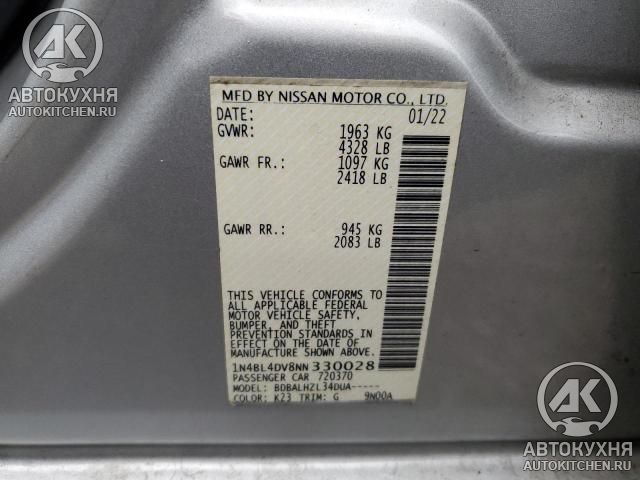 AK
АВТОКУХНЯ
AUTOKITCHEN.RU
MFD BY NISSAN MOTOR CO., LTD.
DATE: 01/22
GVWR: 1963 KG
4328 LB
GAWR FR.: 1097 KG
2418 LB
GAWR RR.: 945 KG
2083 LB
THIS VEHICLE CONFORMS TO
ALL APPLICABLE FEDERAL
MOTOR VEHICLE SAFETY,
BUMPER, AND THEFT
PREVENTION STANDARDS IN
EFFECT ON THE DATE OF
MANUFACTURE SHOWN ABOVE.
1N4BL4DV8NN330028
PASSENGER CAR 720370
MODEL: BDBALHZL34DUA-----
COLOR: K23 TRIM: G 9N00A
AK
АВТОКУХНЯ
AUTOKITCHEN.RU